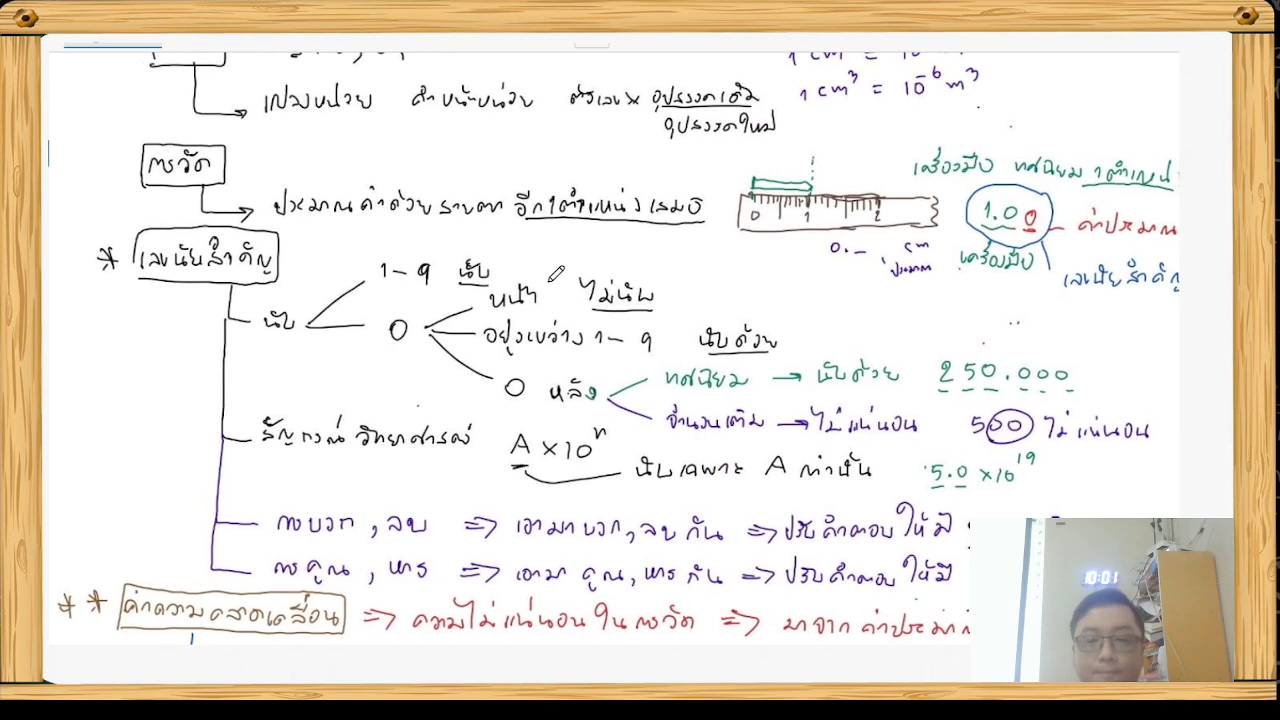 1 cm³ = 10⁻⁶ m³
แปลงหน่วย คำหน้าหน่วย ตัวเลข × อุปสรรคเดิม
อุปสรรคใหม่
การวัด
ประมาณค่าด้วยสายตา อีก 1 ตำแหน่งเสมอ
0 1 2
0.— cm
ประมาณ
เครื่องมือ ทศนิยม 1 ตำแหน่ง
1.00 ค่าประมาณ
เครื่องมือ
เลขนัยสำคัญ
* เลขนัยสำคัญ
นับ
1 – 9 นับ
0
หน้า ไม่นับ
อยู่ระหว่าง 1 – 9 นับด้วย
0 หลัง
ทศนิยม → นับด้วย 250.000
จำนวนเต็ม → ไม่แน่นอน 500 ไม่แน่นอน
สัญกรณ์วิทยาศาสตร์ A × 10ⁿ
นับเฉพาะ A เท่านั้น 5.0 × 10¹⁹
การบวก, ลบ ⇒ เอามาบวก, ลบกัน ⇒ ปรับคำตอบให้มี
การคูณ, หาร ⇒ เอามาคูณ, หารกัน ⇒ ปรับคำตอบให้มี
* * ค่าความคลาดเคลื่อน ⇒ ความไม่แน่นอนในการวัด ⇒ มาจากค่าประมาณ
10:01